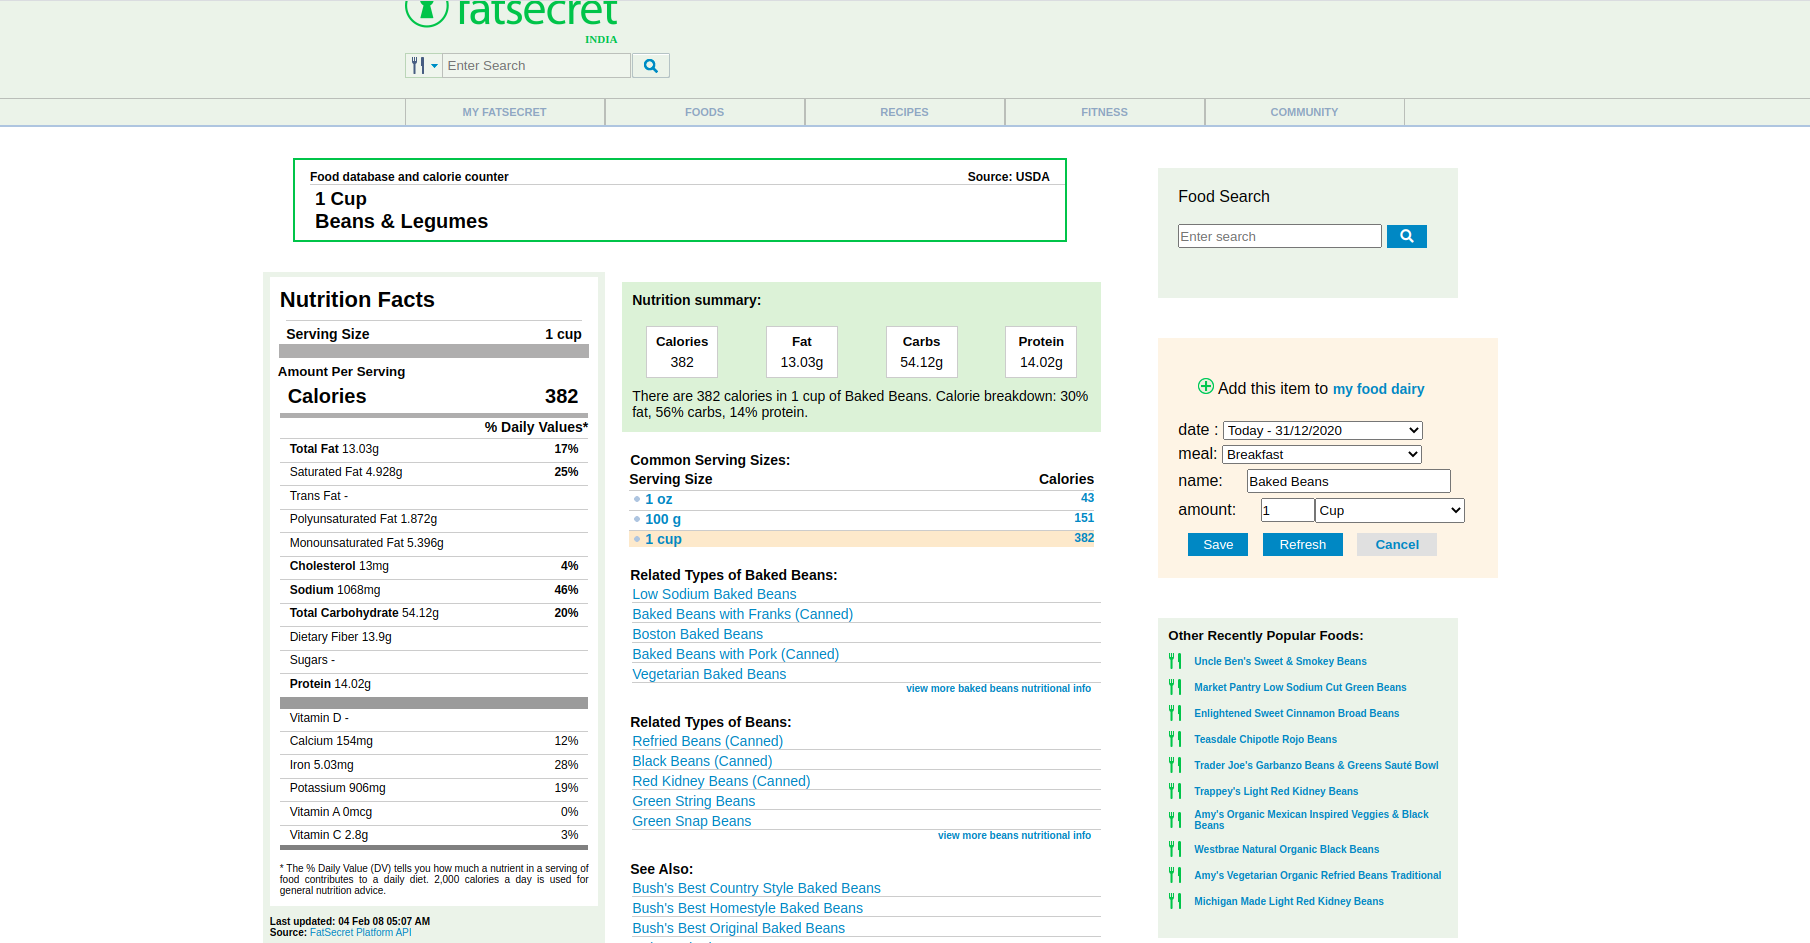 fatsecret
INDIA
Enter Search
MY FATSECRET
FOODS
RECIPES
FITNESS
COMMUNITY
Food database and calorie counter
Source: USDA
1 Cup
Beans & Legumes
Nutrition Facts
Serving Size 1 cup
Amount Per Serving
Calories 382
% Daily Values*
Total Fat 13.03g 17%
Saturated Fat 4.928g 25%
Trans Fat -
Polyunsaturated Fat 1.872g
Monounsaturated Fat 5.396g
Cholesterol 13mg 4%
Sodium 1068mg 46%
Total Carbohydrate 54.12g 20%
Dietary Fiber 13.9g
Sugars -
Protein 14.02g
Vitamin D -
Calcium 154mg 12%
Iron 5.03mg 28%
Potassium 906mg 19%
Vitamin A 0mcg 0%
Vitamin C 2.8g 3%
* The % Daily Value (DV) tells you how much a nutrient in a serving of
food contributes to a daily diet. 2,000 calories a day is used for
general nutrition advice.
Last updated: 04 Feb 08 05:07 AM
Source: FatSecret Platform API
Nutrition summary:
Calories
382
Fat
13.03g
Carbs
54.12g
Protein
14.02g
There are 382 calories in 1 cup of Baked Beans. Calorie breakdown: 30%
fat, 56% carbs, 14% protein.
Common Serving Sizes:
Serving Size Calories
1 oz 43
100 g 151
1 cup 382
Related Types of Baked Beans:
Low Sodium Baked Beans
Baked Beans with Franks (Canned)
Boston Baked Beans
Baked Beans with Pork (Canned)
Vegetarian Baked Beans
view more baked beans nutritional info
Related Types of Beans:
Refried Beans (Canned)
Black Beans (Canned)
Red Kidney Beans (Canned)
Green String Beans
Green Snap Beans
view more beans nutritional info
See Also:
Bush's Best Country Style Baked Beans
Bush's Best Homestyle Baked Beans
Bush's Best Original Baked Beans
Food Search
Enter search
Add this item to my food dairy
date : Today - 31/12/2020
meal: Breakfast
name: Baked Beans
amount: 1 Cup
Save Refresh Cancel
Other Recently Popular Foods:
Uncle Ben's Sweet & Smokey Beans
Market Pantry Low Sodium Cut Green Beans
Enlightened Sweet Cinnamon Broad Beans
Teasdale Chipotle Rojo Beans
Trader Joe's Garbanzo Beans & Greens Sauté Bowl
Trappey's Light Red Kidney Beans
Amy's Organic Mexican Inspired Veggies & Black
Beans
Westbrae Natural Organic Black Beans
Amy's Vegetarian Organic Refried Beans Traditional
Michigan Made Light Red Kidney Beans